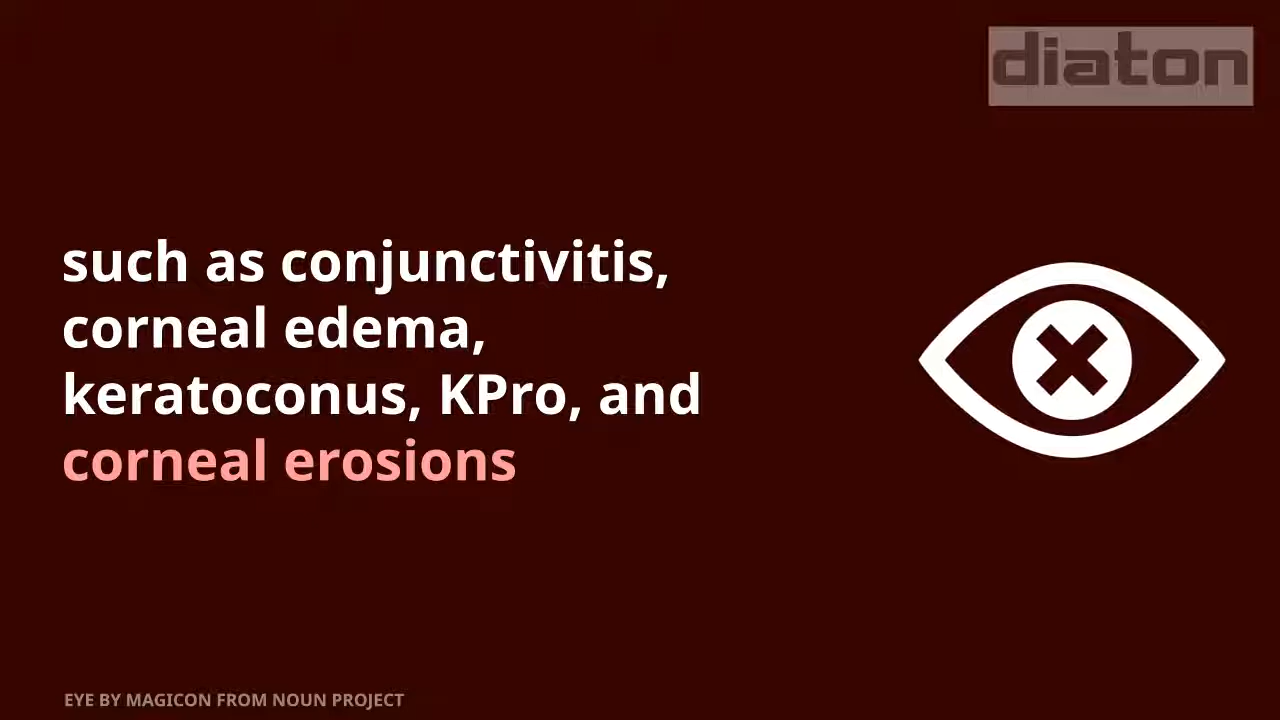 diaton
such as conjunctivitis,
corneal edema,
keratoconus, KPro, and
corneal erosions
EYE BY MAGICON FROM NOUN PROJECT